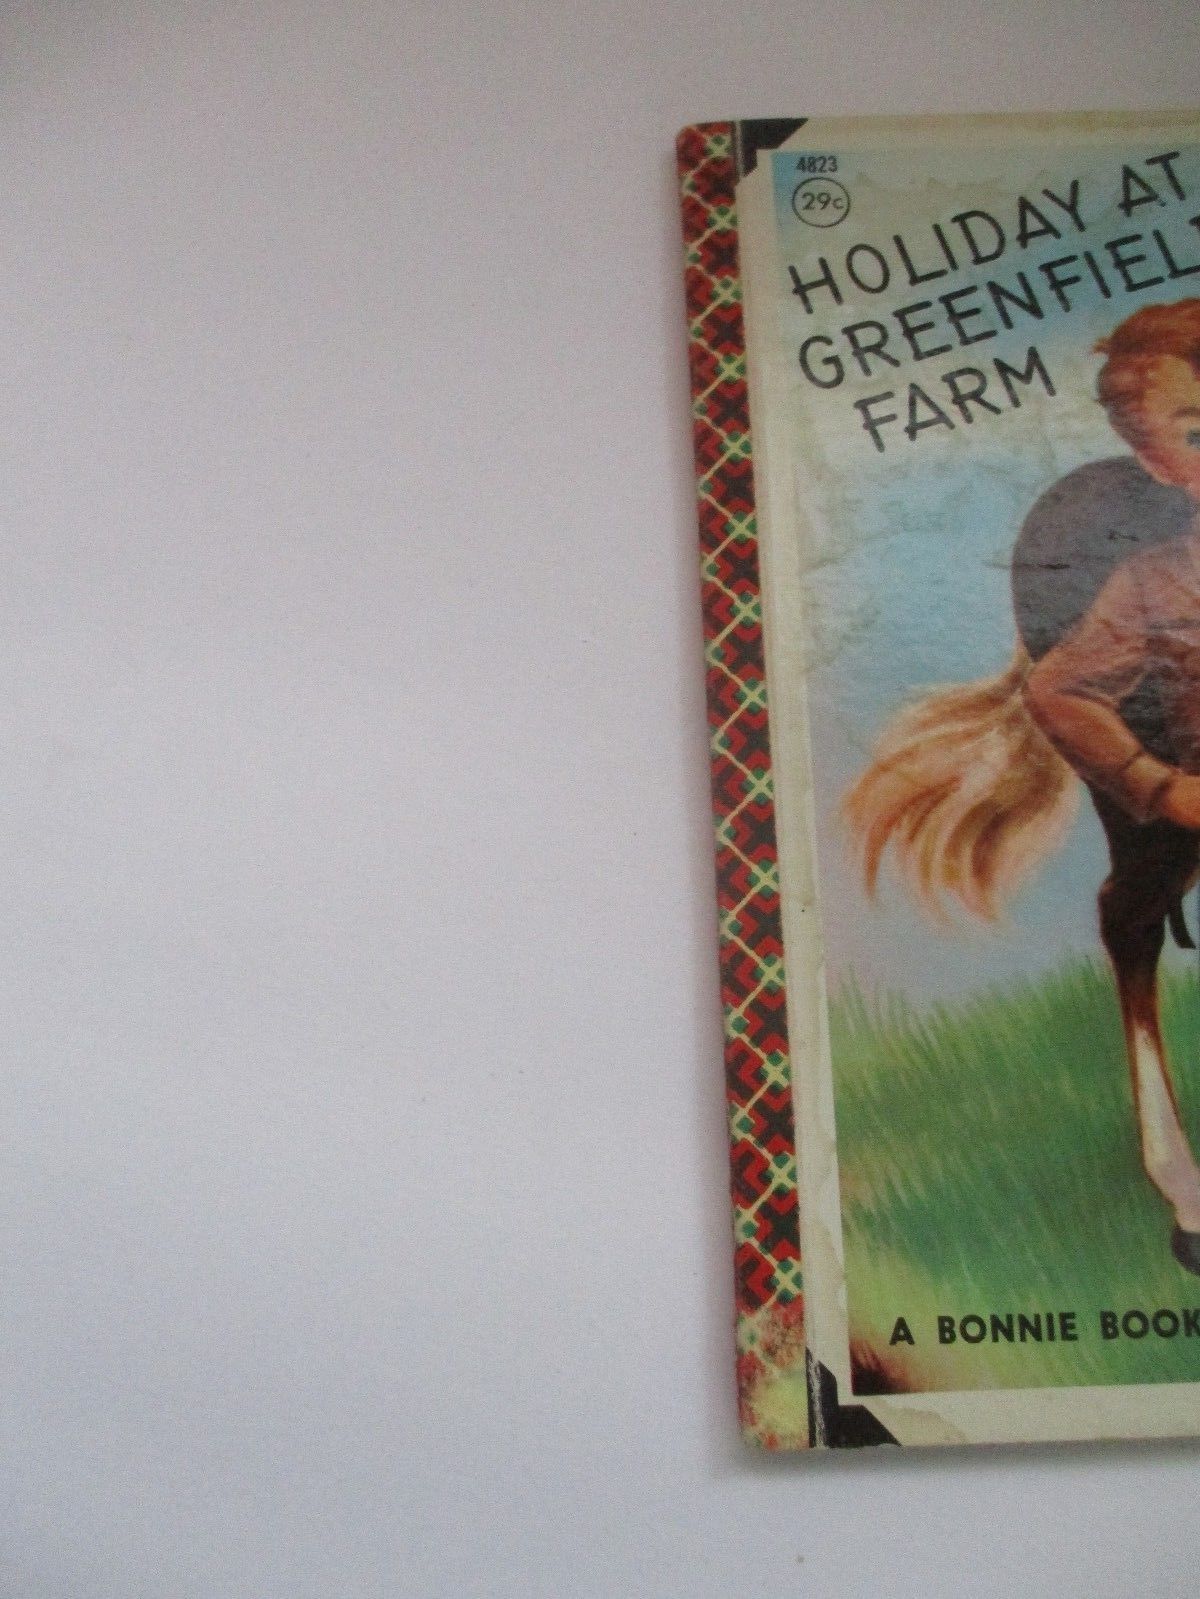 4823
29c
HOLIDAY AT
GREENFIEL
FARM
A BONNIE BOOK